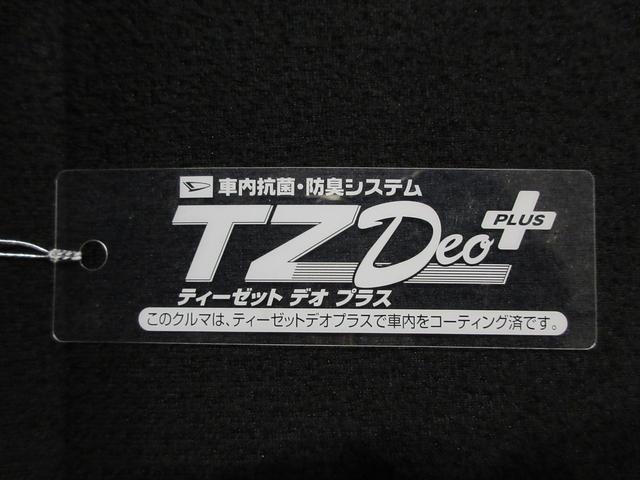 車内抗菌・防臭システム
TZ Deo PLUS
ティーゼット デオ プラス
このクルマは、ティーゼットデオプラスで車内をコーティング済です。